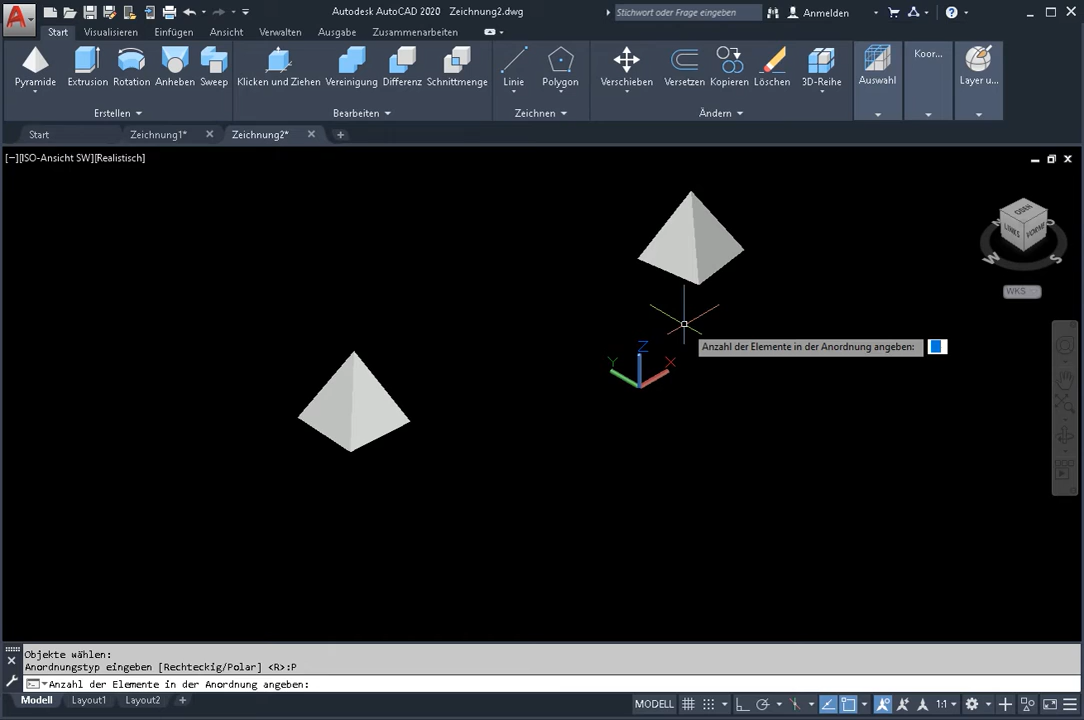 A Autodesk AutoCAD 2020 Zeichnung2.dwg Stichwort oder Frage eingeben Anmelden
Start Visualisieren Einfügen Ansicht Verwalten Ausgabe Zusammenarbeiten
Pyramide Extrusion Rotation Anheben Sweep Klicken und Ziehen Vereinigung Differenz Schnittmenge Linie Polygon Verschieben Versetzen Kopieren Löschen 3D-Reihe Auswahl Koor... Layer u...
Erstellen Bearbeiten Zeichnen Ändern
Start Zeichnung1* Zeichnung2*
[−][ISO-Ansicht SW][Realistisch]
OBEN
LINKS
W S
WKS
Anzahl der Elemente in der Anordnung angeben:
Z
Y X
Objekte wählen:
Anordnungstyp eingeben [Rechteckig/Polar] <R>:P
Anzahl der Elemente in der Anordnung angeben:
Modell Layout1 Layout2 MODELL 1:1